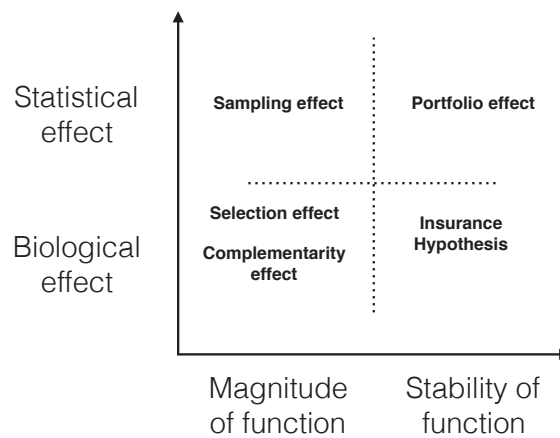 Statistical
effect
Sampling effect
Portfolio effect
Biological
effect
Selection effect
Complementarity
effect
Insurance
Hypothesis
Magnitude
of function
Stability of
function